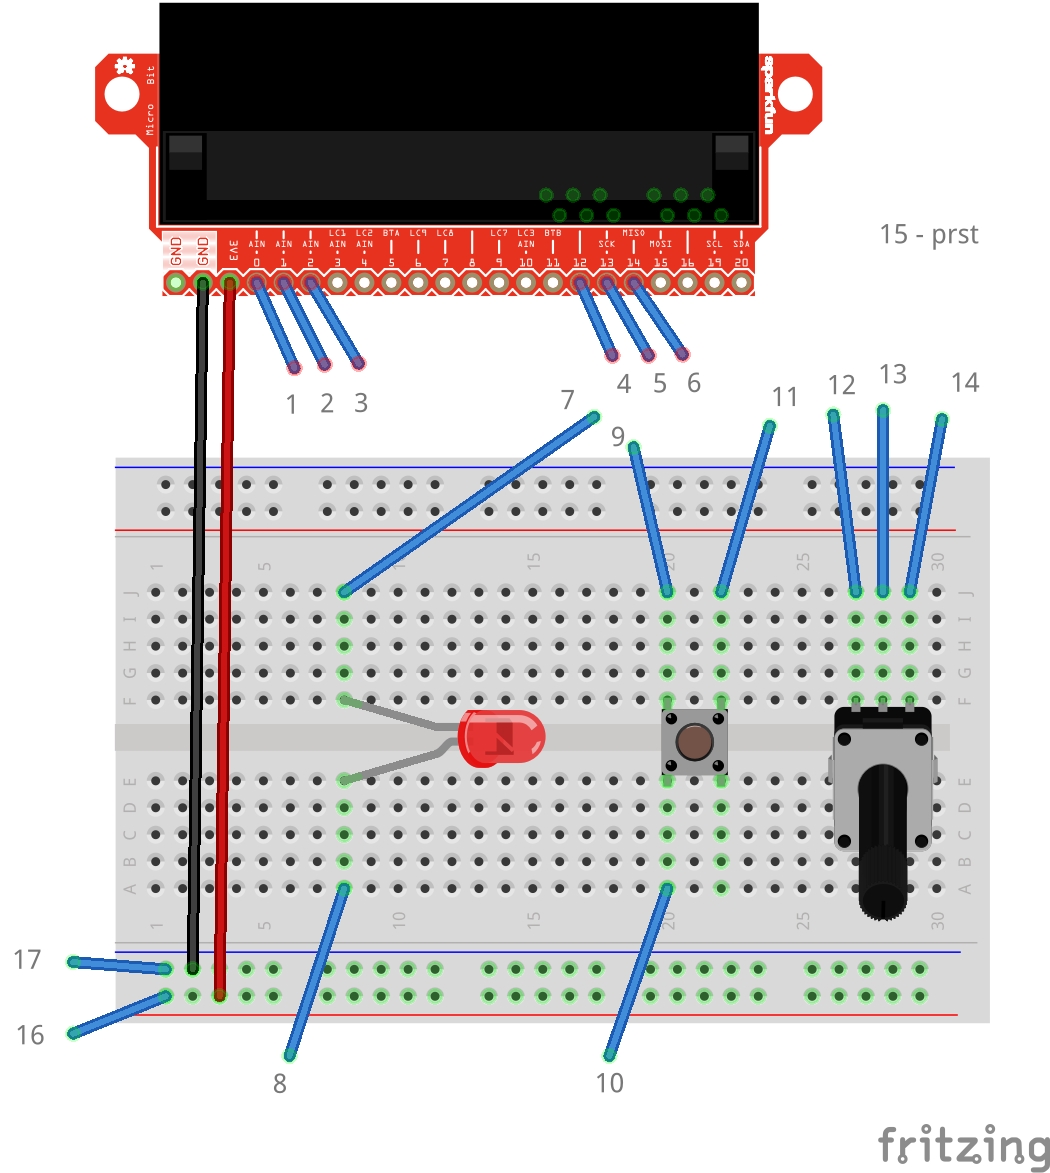 Micro Bit
sparkfun
GND GND 3V3
LC1 LC2 BTA LC9 LC8 LC7 LC3 BTB MISO
AIN AIN AIN AIN AIN AIN SCK MOSI SCL SDA
0 1 2 3 4 5 6 7 8 9 10 11 12 13 14 15 16 19 20
15 - prst
1 2 3 4 5 6
7 9 11 12 13 14
1 5 10 15 20 25 30
J J
I I
H H
G G
F F
E E
D D
C C
B B
A A
1 5 10 15 20 25 30
17
16
8 10
fritzing